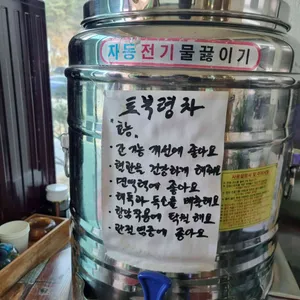 자동전기물끓이기
토복령차
·효능.
·간 기능 개선에 좋아요
·혈관을 건강하게 해줘요
·면역력에 좋아요
·해독과 독소를 배출해요
·항암작용에 탁월해요
·관절염증에 좋아요